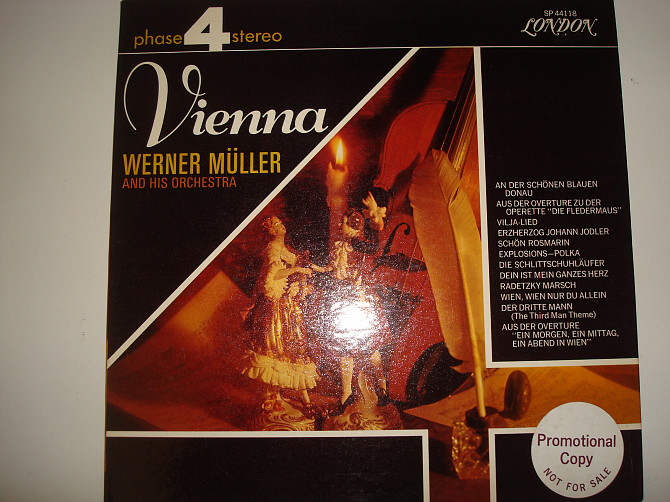 phase 4 stereo
SP 44118
LONDON
Vienna
WERNER MÜLLER
AND HIS ORCHESTRA
AN DER SCHÖNEN BLAUEN
DONAU
AUS DER OVERTURE ZU DER
OPERETTE "DIE FLEDERMAUS"
VILJA-LIED
ERZHERZOG JOHANN JODLER
SCHÖN ROSMARIN
EXPLOSIONS-POLKA
DIE SCHLITTSCHUHLÄUFER
DEIN IST MEIN GANZES HERZ
RADETZKY MARSCH
WIEN, WIEN NUR DU ALLEIN
DER DRITTE MANN
(The Third Man Theme)
AUS DER OVERTURE
"EIN MORGEN, EIN MITTAG,
EIN ABEND IN WIEN"
Promotional
Copy
NOT FOR SALE